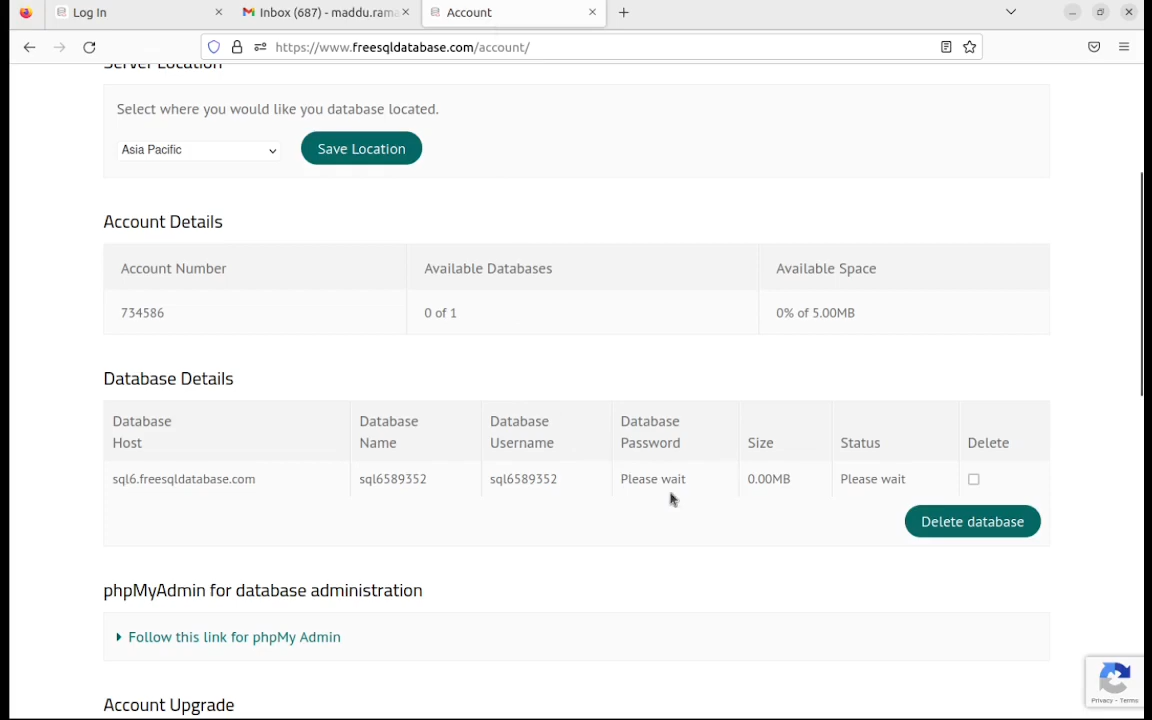 Log In
Inbox (687) - maddu.rama
Account
https://www.freesqldatabase.com/account/
Server Location
Select where you would like you database located.
Asia Pacific
Save Location
Account Details
Account Number
Available Databases
Available Space
734586
0 of 1
0% of 5.00MB
Database Details
Database Host
Database Name
Database Username
Database Password
Size
Status
Delete
sql6.freesqldatabase.com
sql6589352
sql6589352
Please wait
0.00MB
Please wait
Delete database
phpMyAdmin for database administration
Follow this link for phpMy Admin
Account Upgrade
Privacy - Terms